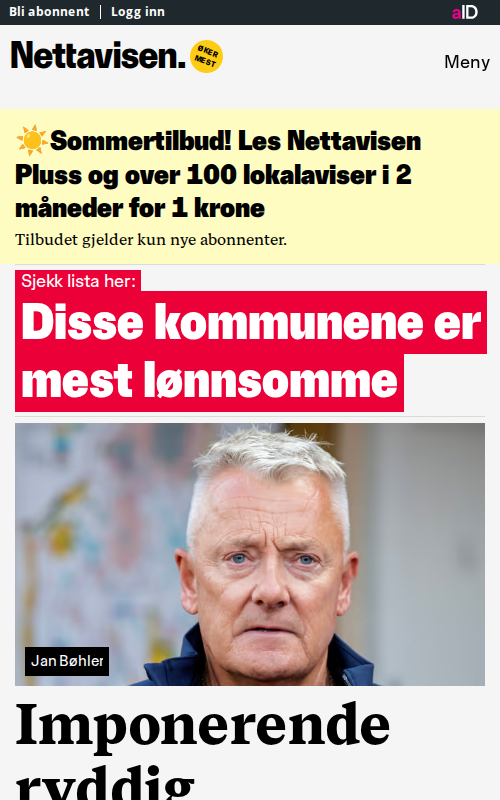 Bli abonnent | Logg inn
aID
Nettavisen.
ØKER
MEST
Meny
☀️Sommertilbud! Les Nettavisen
Pluss og over 100 lokalaviser i 2
måneder for 1 krone
Tilbudet gjelder kun nye abonnenter.
Sjekk lista her:
Disse kommunene er
mest lønnsomme
Jan Bøhler
Imponerende
ryddig